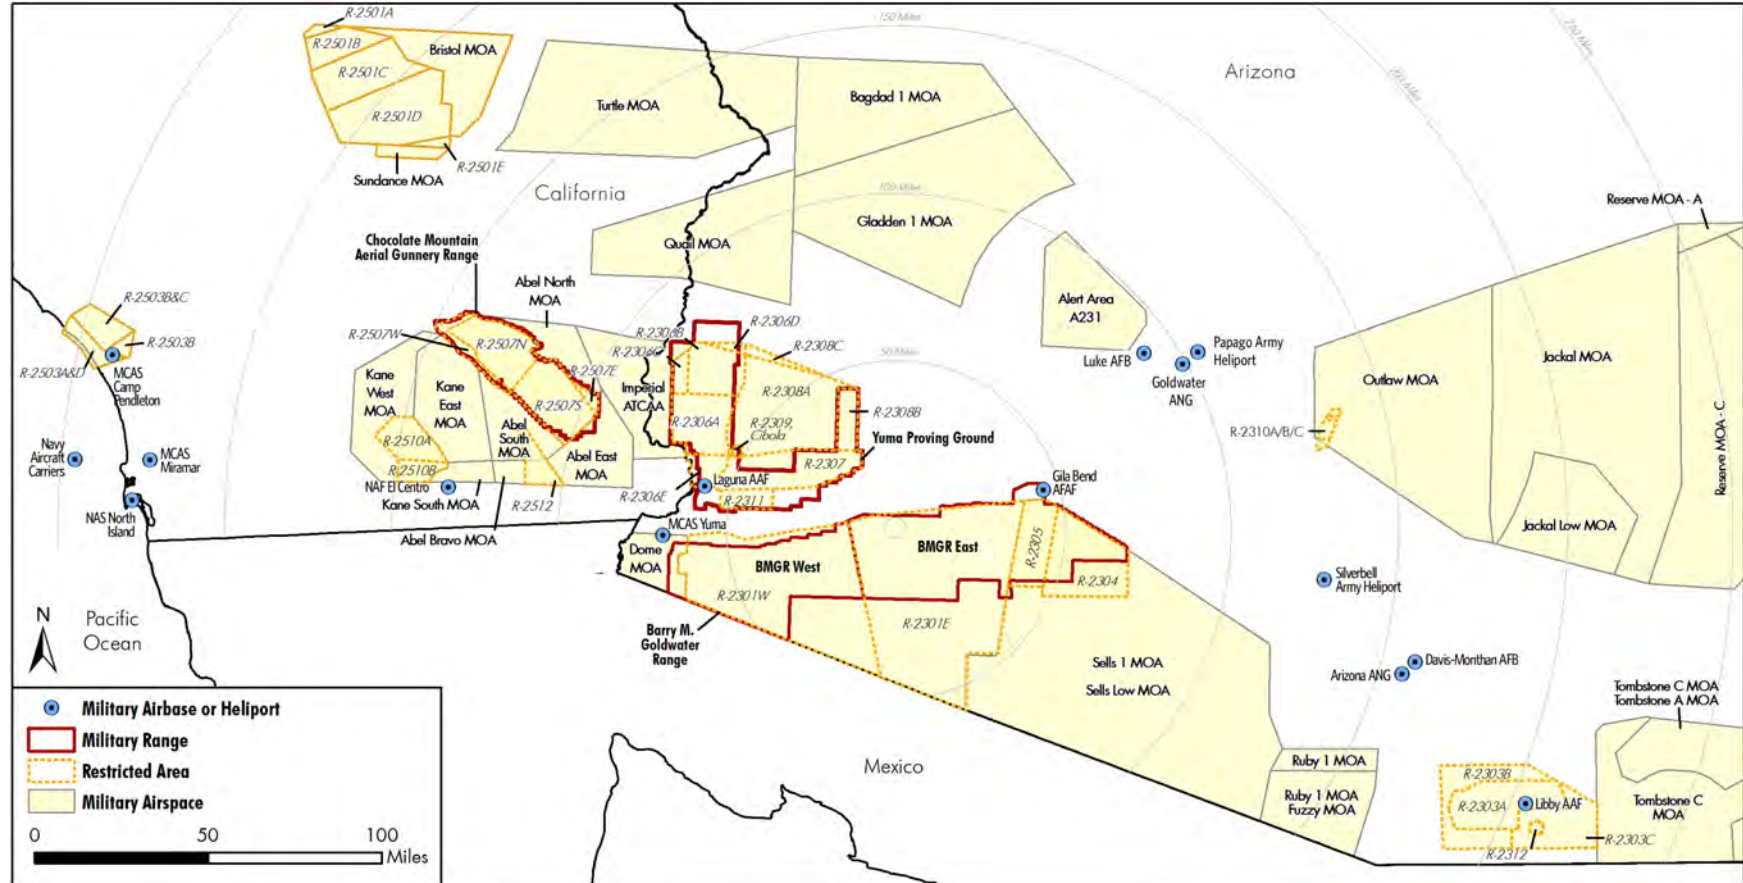 R-2501A
R-2501B
Bristol MOA
R-2501C
R-2501D
R-2501E
Sundance MOA
150 Miles
250 Miles
200 Miles
Arizona
Turtle MOA
Bagdad 1 MOA
California
100 Miles
Quail MOA
Gladden 1 MOA
Reserve MOA - A
Chocolate Mountain
Aerial Gunnery Range
Abel North
MOA
R-2503B&C
R-2503B
R-2503A&D
MCAS
Camp
Pendleton
R-2507W
R-2507N
R-2507E
R-2507S
R-2306B
R-2306C
R-2306D
R-2308C
50 Miles
Alert Area
A231
Luke AFB
Papago Army
Heliport
Goldwater
ANG
Kane
West
MOA
Kane
East
MOA
Imperial
ATCAA
R-2308A
R-2308B
R-2306A
R-2309,
Cibola
Yuma Proving Ground
Outlaw MOA
Jackal MOA
R-2310A/B/C
Reserve MOA - C
Navy
Aircraft
Carriers
MCAS
Miramar
R-2510A
Abel
South
MOA
Abel East
MOA
R-2510B
R-2307
NAF El Centro
Kane South MOA
R-2512
R-2306E
Laguna AAF
R-2311
Gila Bend
AFAF
NAS North
Island
Abel Bravo MOA
MCAS Yuma
Jackal Low MOA
Dome
MOA
BMGR West
BMGR East
R-2305
R-2304
R-2301W
R-2301E
Silverbell
Army Heliport
Pacific
Ocean
N
Barry M.
Goldwater
Range
Sells 1 MOA
Sells Low MOA
Davis-Monthan AFB
Arizona ANG
Tombstone C MOA
Tombstone A MOA
Mexico
Ruby 1 MOA
Ruby 1 MOA
Fuzzy MOA
R-2303B
R-2303A
Libby AAF
Tombstone C
MOA
R-2303C
R-2312
Military Airbase or Heliport
Military Range
Restricted Area
Military Airspace
0
50
100
Miles